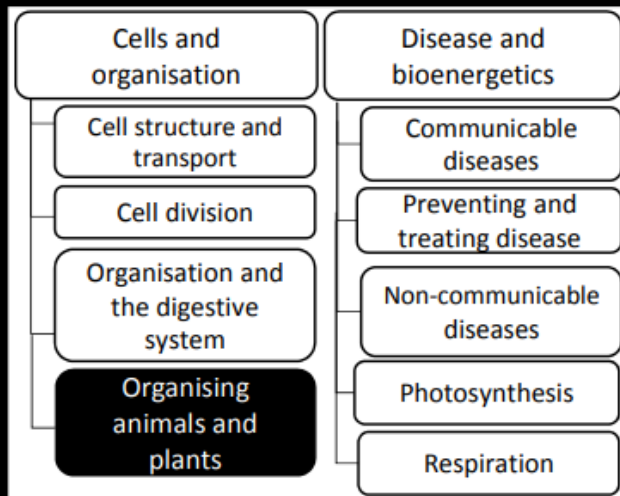 Cells and
organisation
Cell structure and
transport
Cell division
Organisation and
the digestive
system
Organising
animals and
plants
Disease and
bioenergetics
Communicable
diseases
Preventing and
treating disease
Non-communicable
diseases
Photosynthesis
Respiration